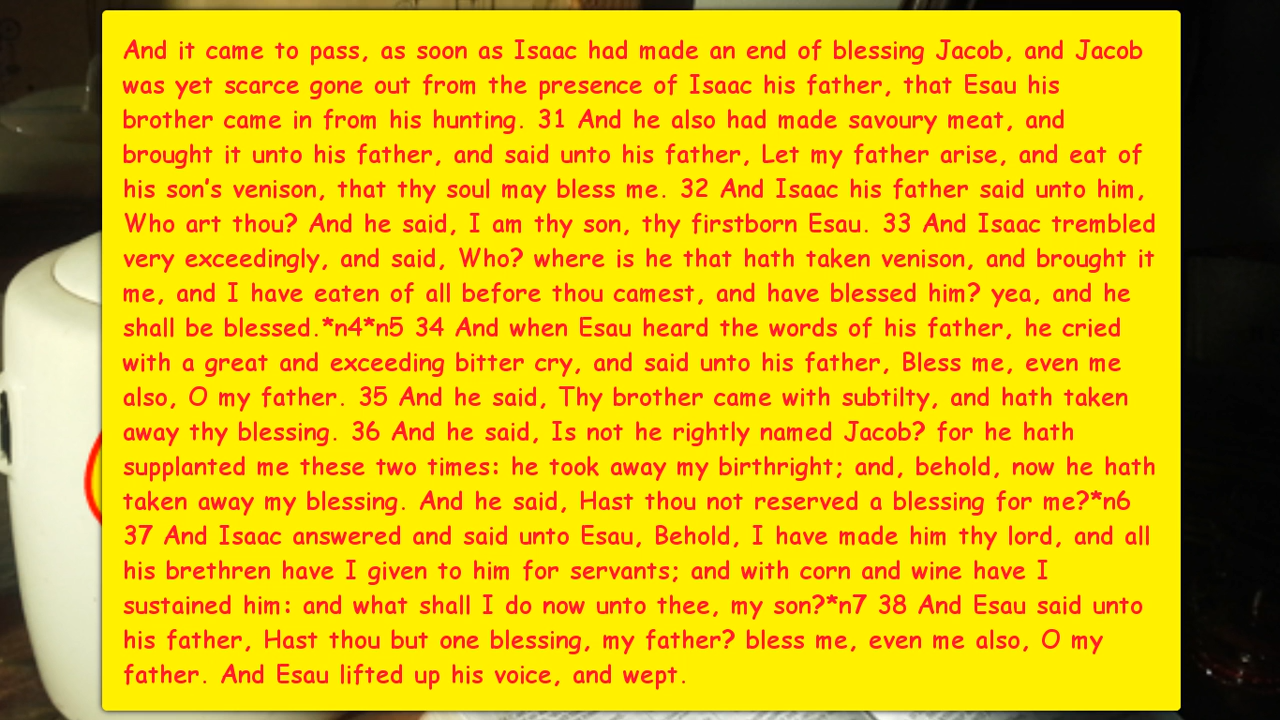 And it came to pass, as soon as Isaac had made an end of blessing Jacob, and Jacob
was yet scarce gone out from the presence of Isaac his father, that Esau his
brother came in from his hunting. 31 And he also had made savoury meat, and
brought it unto his father, and said unto his father, Let my father arise, and eat of
his son's venison, that thy soul may bless me. 32 And Isaac his father said unto him,
Who art thou? And he said, I am thy son, thy firstborn Esau. 33 And Isaac trembled
very exceedingly, and said, Who? where is he that hath taken venison, and brought it
me, and I have eaten of all before thou camest, and have blessed him? yea, and he
shall be blessed.*n4*n5 34 And when Esau heard the words of his father, he cried
with a great and exceeding bitter cry, and said unto his father, Bless me, even me
also, O my father. 35 And he said, Thy brother came with subtilty, and hath taken
away thy blessing. 36 And he said, Is not he rightly named Jacob? for he hath
supplanted me these two times: he took away my birthright; and, behold, now he hath
taken away my blessing. And he said, Hast thou not reserved a blessing for me?*n6
37 And Isaac answered and said unto Esau, Behold, I have made him thy lord, and all
his brethren have I given to him for servants; and with corn and wine have I
sustained him: and what shall I do now unto thee, my son?*n7 38 And Esau said unto
his father, Hast thou but one blessing, my father? bless me, even me also, O my
father. And Esau lifted up his voice, and wept.